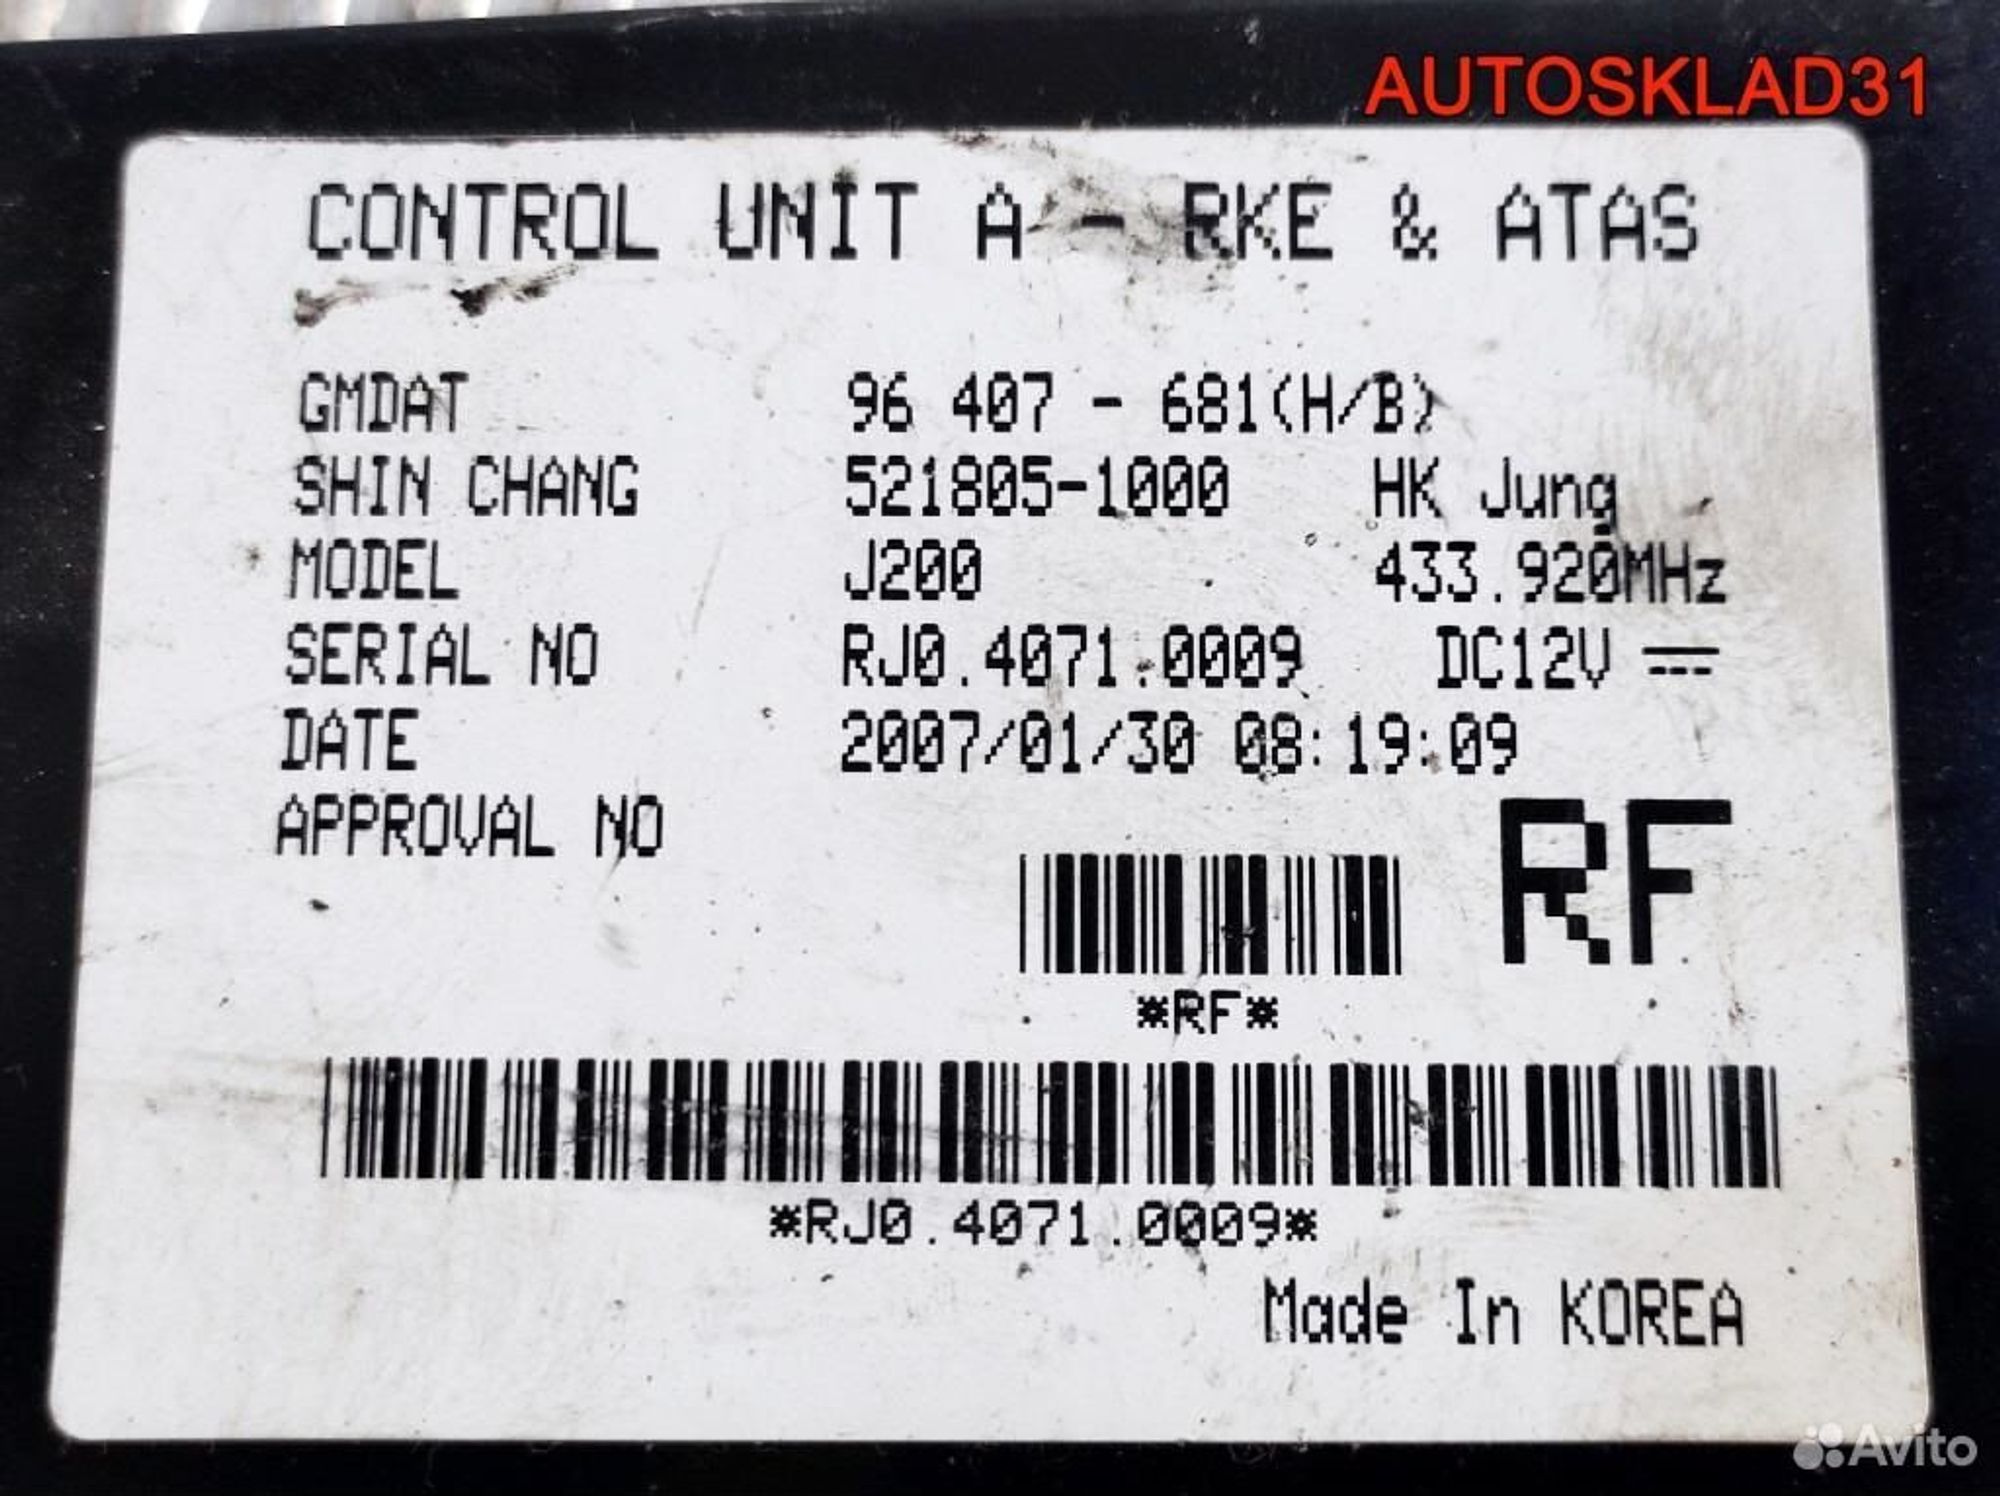 AUTOSKLAD31
CONTROL UNIT A - RKE & ATAS
GMDAT 96 407 - 681(H/B)
SHIN CHANG 521805-1000 HK Jung
MODEL J200 433.920MHz
SERIAL NO RJ0.4071.0009 DC12V
DATE 2007/01/30 08:19:09
APPROVAL NO
RF
*RF*
*RJ0.4071.0009*
Made In KOREA
Avito